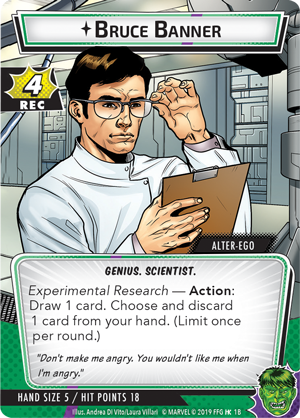 BRUCE BANNER
4
REC
ALTER-EGO
GENIUS. SCIENTIST.
Experimental Research — Action:
Draw 1 card. Choose and discard
1 card from your hand. (Limit once
per round.)
"Don't make me angry. You wouldn't like me when
I'm angry."
HAND SIZE 5 / HIT POINTS 18
Illus. Andrea Di Vito/Laura Villari © MARVEL © 2019 FFG HK 1B